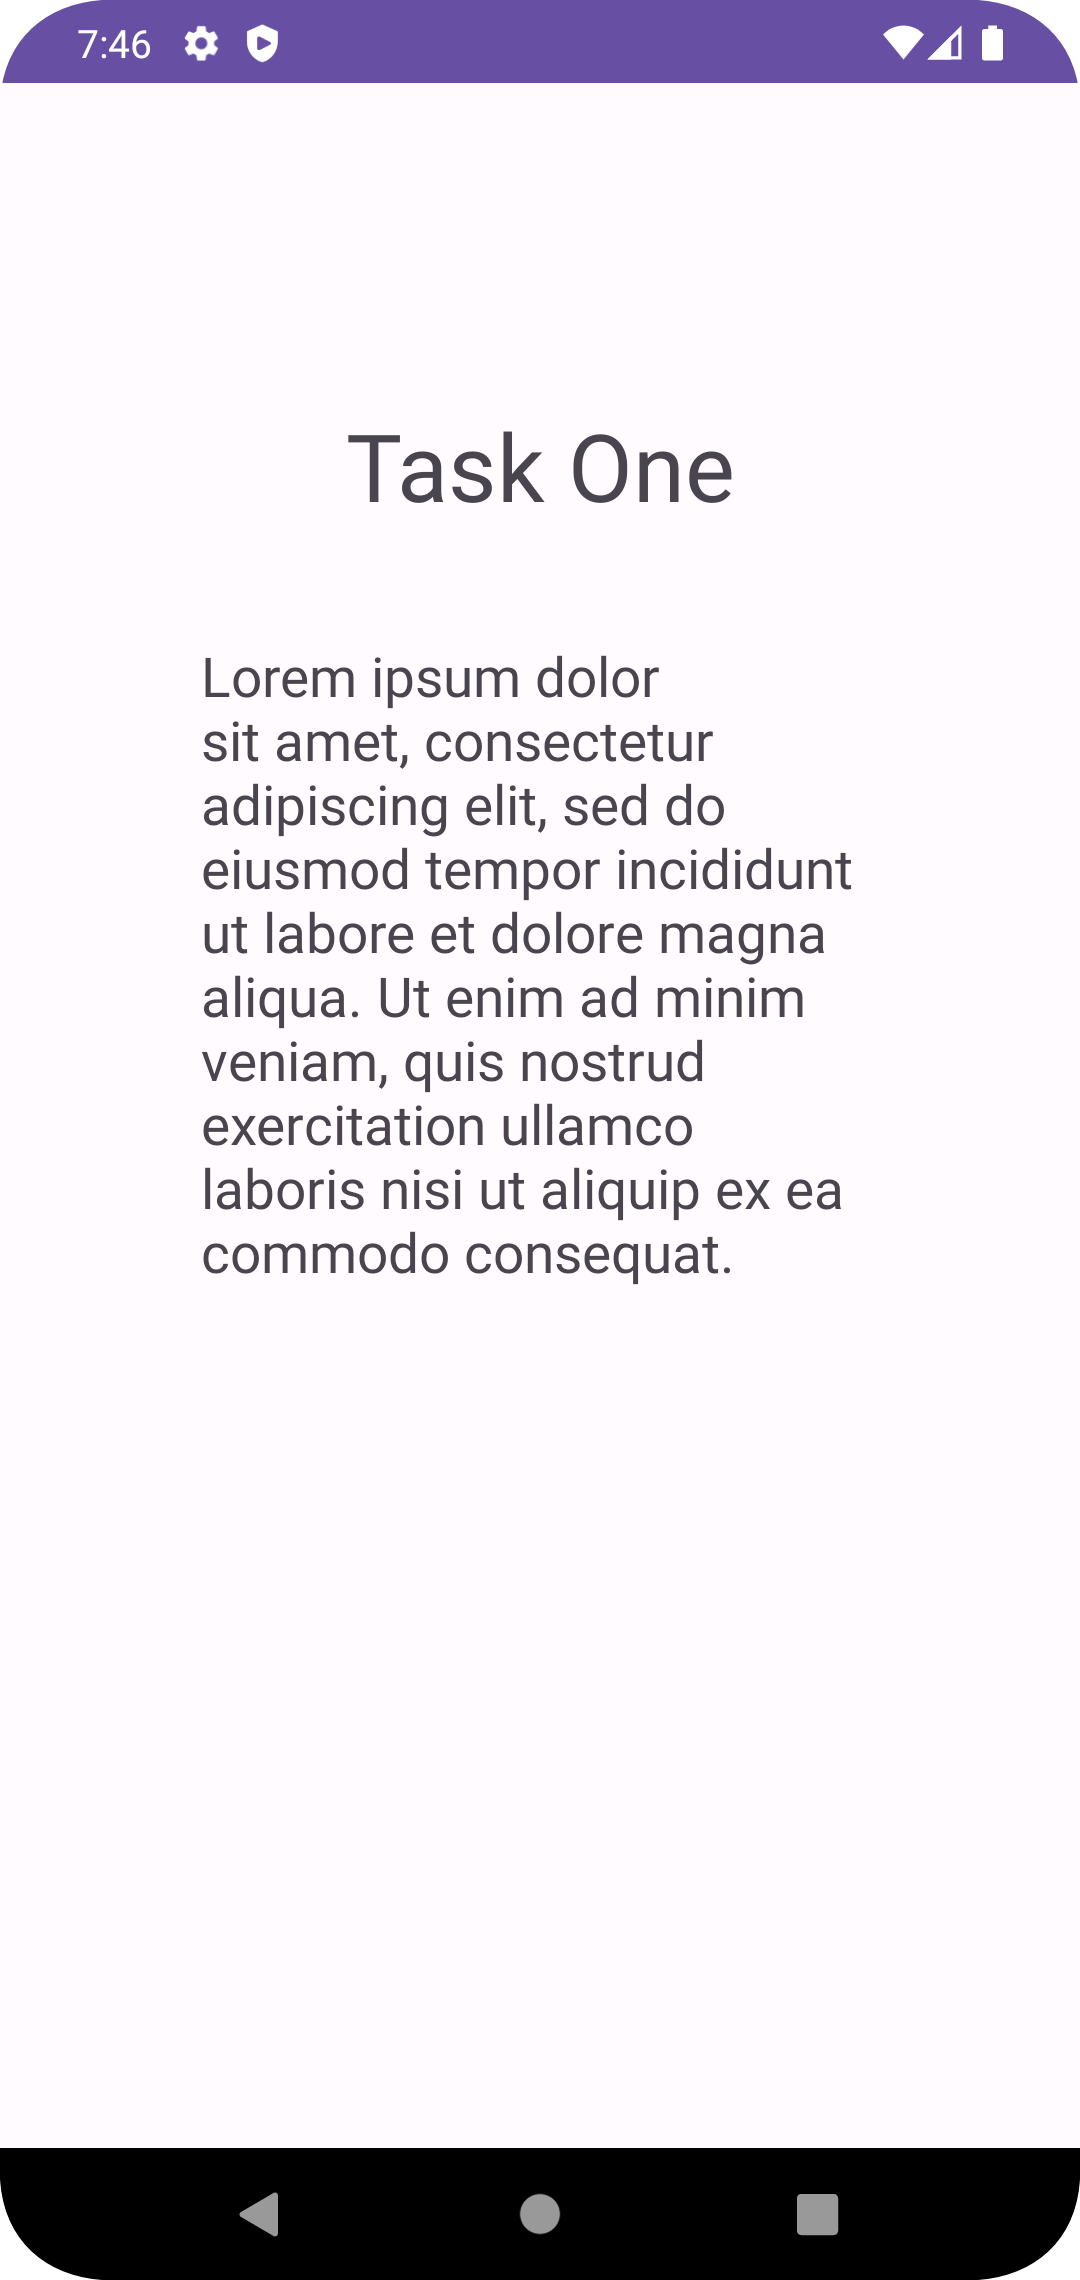 7:46
Task One
Lorem ipsum dolor
sit amet, consectetur
adipiscing elit, sed do
eiusmod tempor incididunt
ut labore et dolore magna
aliqua. Ut enim ad minim
veniam, quis nostrud
exercitation ullamco
laboris nisi ut aliquip ex ea
commodo consequat.